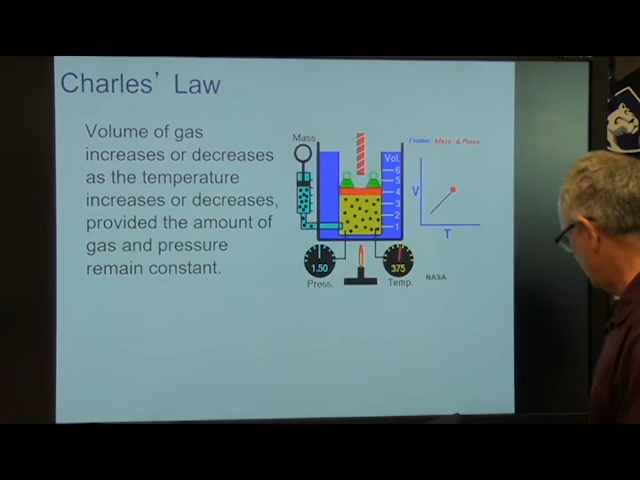 Charles’ Law
Volume of gas
increases or decreases
as the temperature
increases or decreases,
provided the amount of
gas and pressure
remain constant.
Mass
Vol.
6
5
4
3
2
1
Mass & Press.
V
T
1.50
375
Press.
Temp.
NASA